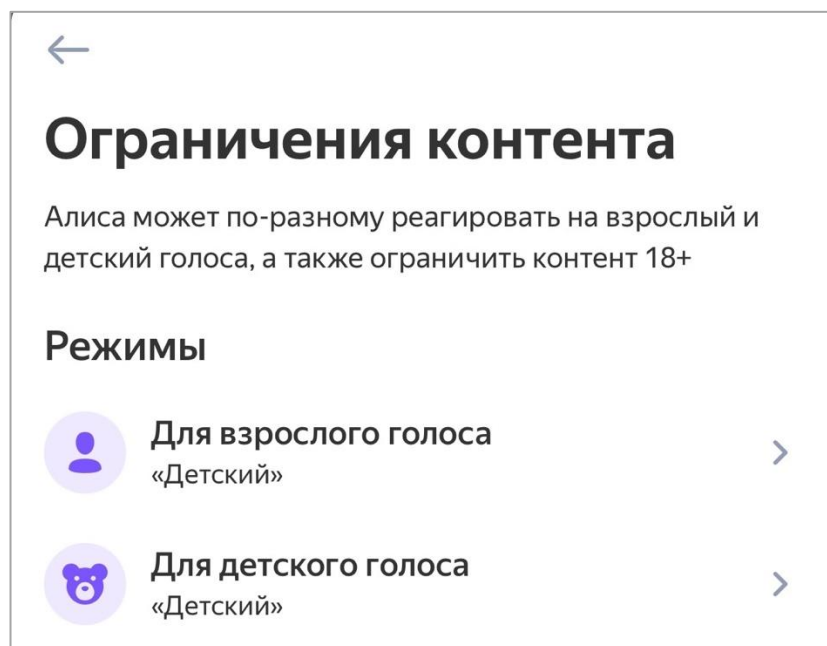 Ограничения контента
Алиса может по-разному реагировать на взрослый и
детский голоса, а также ограничить контент 18+
Режимы
Для взрослого голоса
«Детский»
Для детского голоса
«Детский»